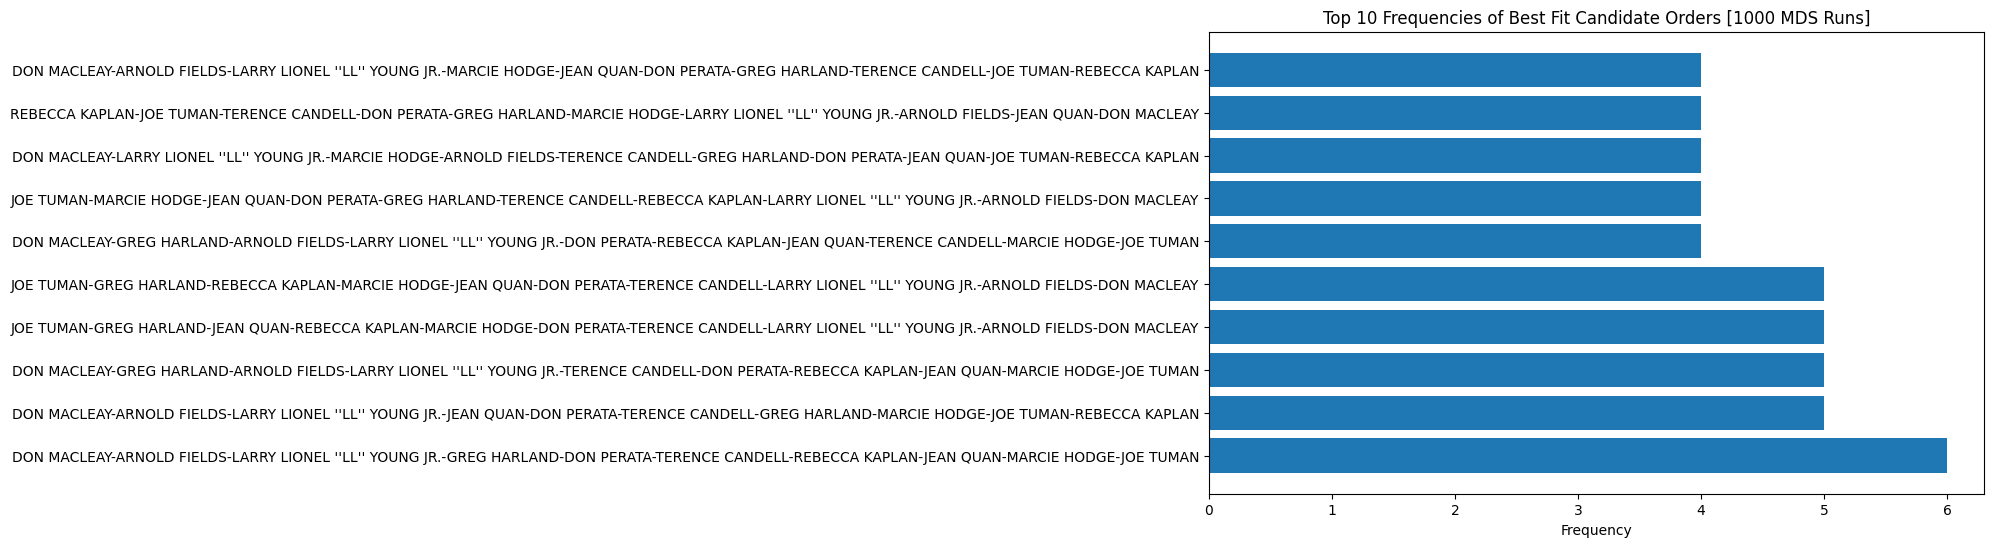 Top 10 Frequencies of Best Fit Candidate Orders [1000 MDS Runs]
DON MACLEAY-ARNOLD FIELDS-LARRY LIONEL ''LL'' YOUNG JR.-MARCIE HODGE-JEAN QUAN-DON PERATA-GREG HARLAND-TERENCE CANDELL-JOE TUMAN-REBECCA KAPLAN
REBECCA KAPLAN-JOE TUMAN-TERENCE CANDELL-DON PERATA-GREG HARLAND-MARCIE HODGE-LARRY LIONEL ''LL'' YOUNG JR.-ARNOLD FIELDS-JEAN QUAN-DON MACLEAY
DON MACLEAY-LARRY LIONEL ''LL'' YOUNG JR.-MARCIE HODGE-ARNOLD FIELDS-TERENCE CANDELL-GREG HARLAND-DON PERATA-JEAN QUAN-JOE TUMAN-REBECCA KAPLAN
JOE TUMAN-MARCIE HODGE-JEAN QUAN-DON PERATA-GREG HARLAND-TERENCE CANDELL-REBECCA KAPLAN-LARRY LIONEL ''LL'' YOUNG JR.-ARNOLD FIELDS-DON MACLEAY
DON MACLEAY-GREG HARLAND-ARNOLD FIELDS-LARRY LIONEL ''LL'' YOUNG JR.-DON PERATA-REBECCA KAPLAN-JEAN QUAN-TERENCE CANDELL-MARCIE HODGE-JOE TUMAN
JOE TUMAN-GREG HARLAND-REBECCA KAPLAN-MARCIE HODGE-JEAN QUAN-DON PERATA-TERENCE CANDELL-LARRY LIONEL ''LL'' YOUNG JR.-ARNOLD FIELDS-DON MACLEAY
JOE TUMAN-GREG HARLAND-JEAN QUAN-REBECCA KAPLAN-MARCIE HODGE-DON PERATA-TERENCE CANDELL-LARRY LIONEL ''LL'' YOUNG JR.-ARNOLD FIELDS-DON MACLEAY
DON MACLEAY-GREG HARLAND-ARNOLD FIELDS-LARRY LIONEL ''LL'' YOUNG JR.-TERENCE CANDELL-DON PERATA-REBECCA KAPLAN-JEAN QUAN-MARCIE HODGE-JOE TUMAN
DON MACLEAY-ARNOLD FIELDS-LARRY LIONEL ''LL'' YOUNG JR.-JEAN QUAN-DON PERATA-TERENCE CANDELL-GREG HARLAND-MARCIE HODGE-JOE TUMAN-REBECCA KAPLAN
DON MACLEAY-ARNOLD FIELDS-LARRY LIONEL ''LL'' YOUNG JR.-GREG HARLAND-DON PERATA-TERENCE CANDELL-REBECCA KAPLAN-JEAN QUAN-MARCIE HODGE-JOE TUMAN
0 1 2 3 4 5 6
Frequency